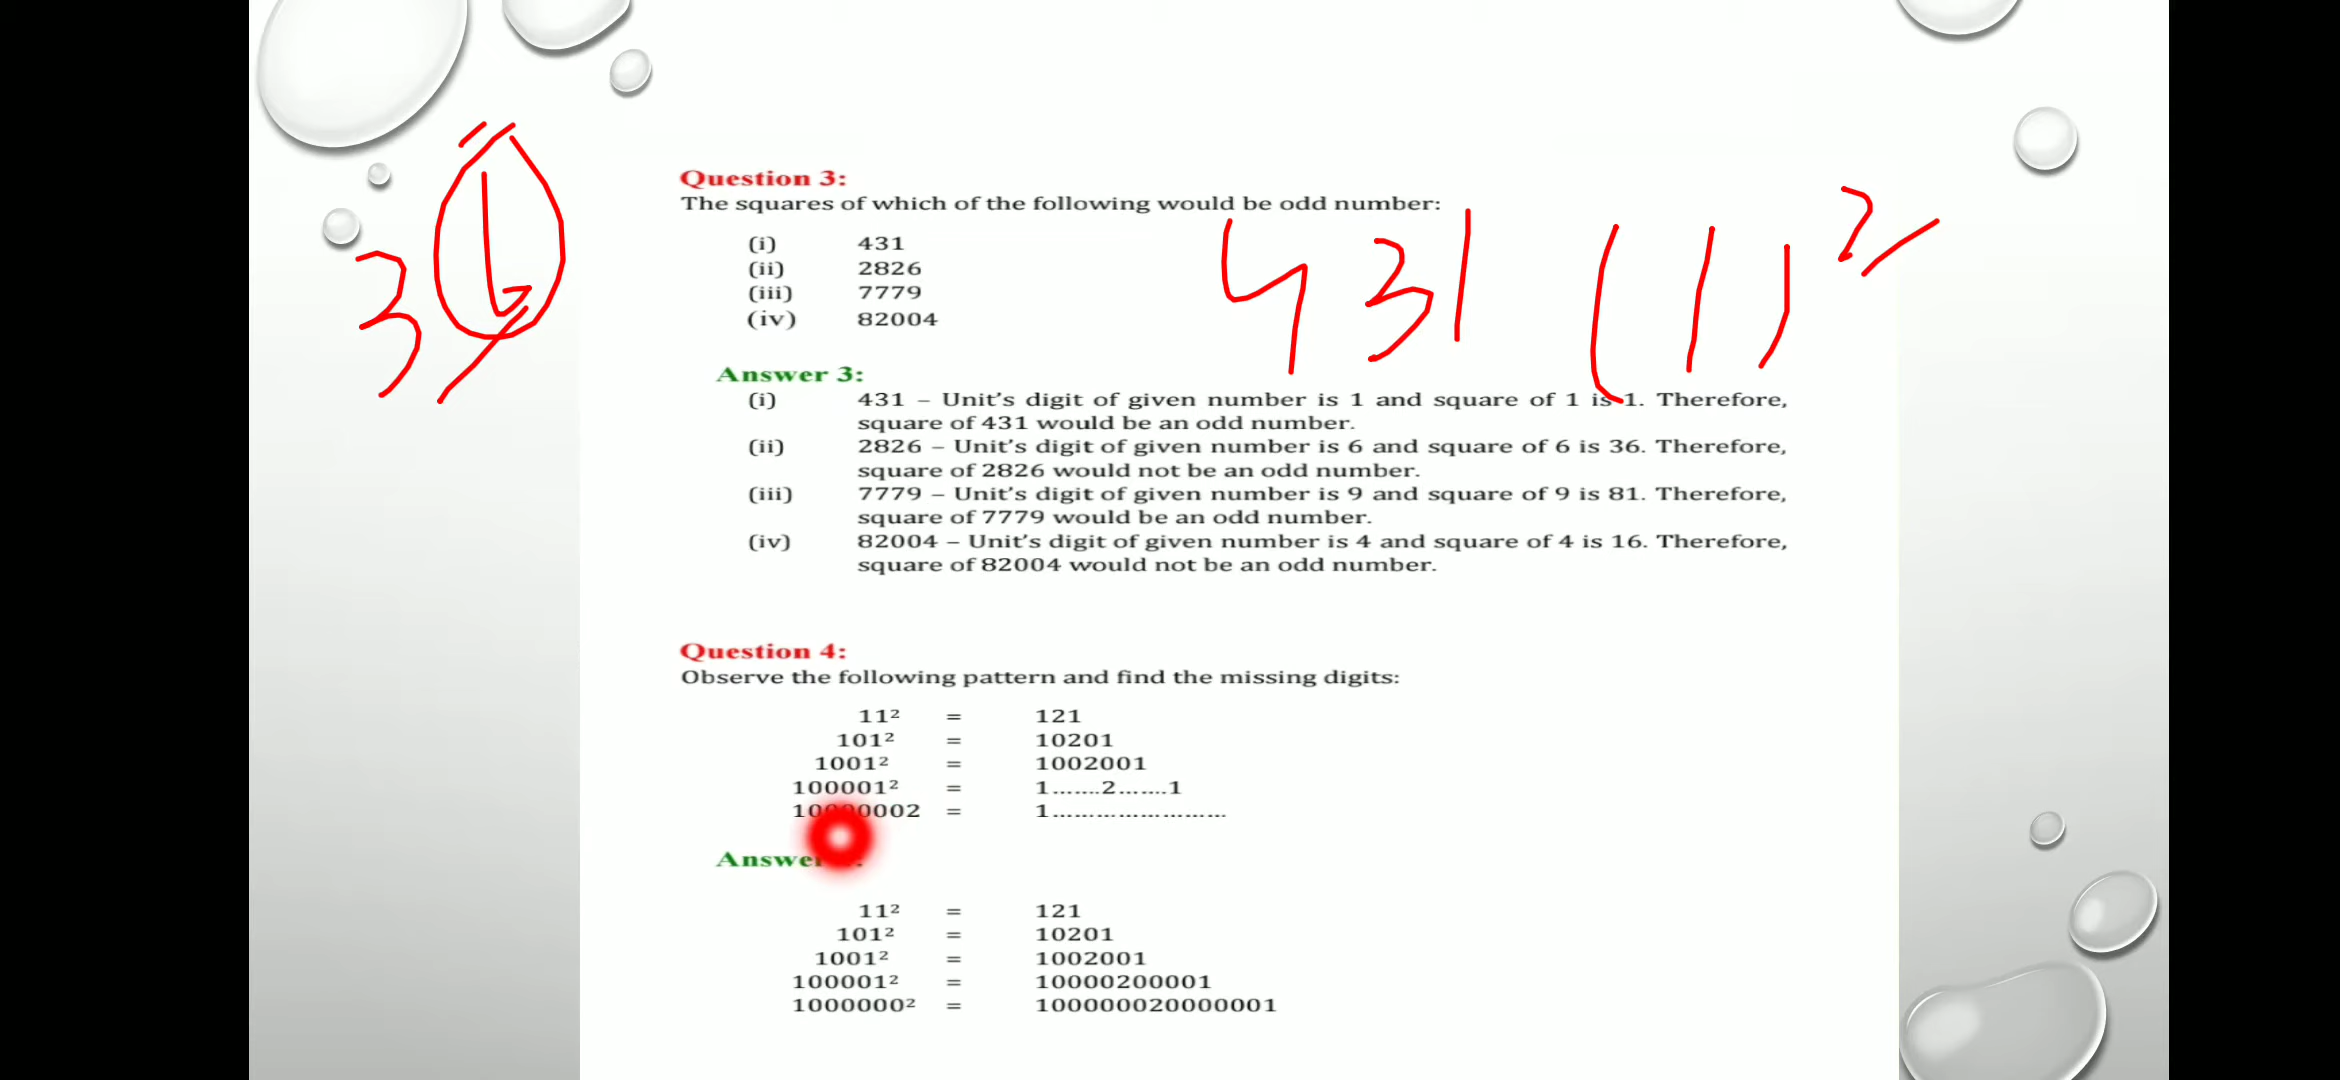 36
Question 3:
The squares of which of the following would be odd number:
(i) 431
(ii) 2826
(iii) 7779
(iv) 82004
431 (1)²
Answer 3:
(i) 431 – Unit's digit of given number is 1 and square of 1 is 1. Therefore,
square of 431 would be an odd number.
(ii) 2826 – Unit's digit of given number is 6 and square of 6 is 36. Therefore,
square of 2826 would not be an odd number.
(iii) 7779 – Unit's digit of given number is 9 and square of 9 is 81. Therefore,
square of 7779 would be an odd number.
(iv) 82004 – Unit's digit of given number is 4 and square of 4 is 16. Therefore,
square of 82004 would not be an odd number.
Question 4:
Observe the following pattern and find the missing digits:
11² = 121
101² = 10201
1001² = 1002001
100001² = 1.......2.......1
= 1........................
11² = 121
101² = 10201
1001² = 1002001
100001² = 10000200001
1000000² = 100000020000001